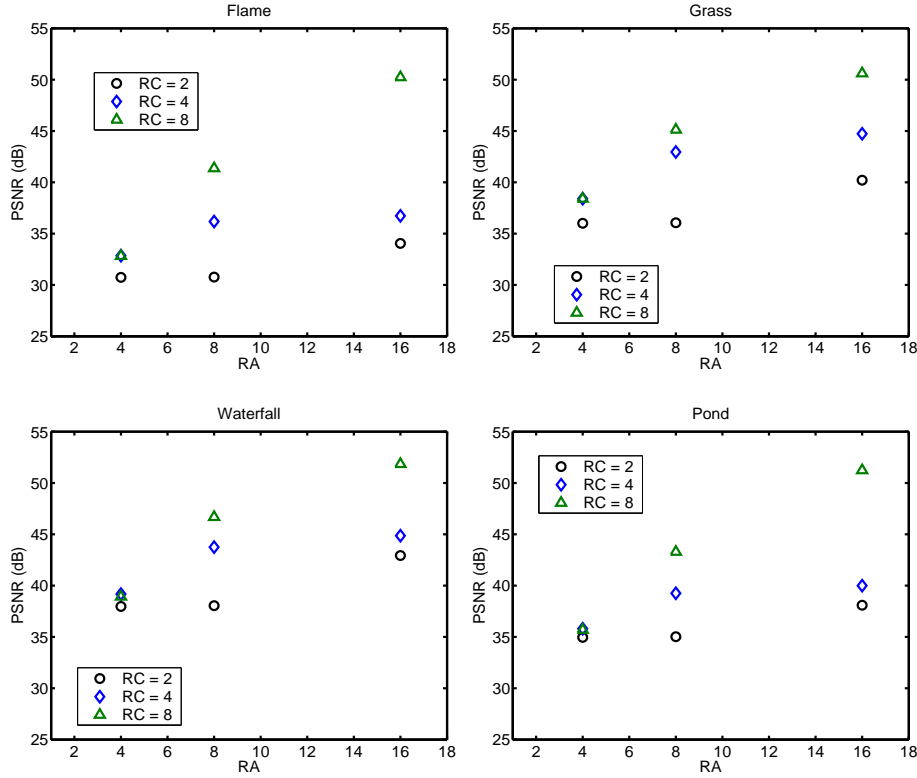 Flame
55
50
45
40
35
30
25
PSNR (dB)
RC = 2
RC = 4
RC = 8
2 4 6 8 10 12 14 16 18
RA
Grass
55
50
45
40
35
30
25
PSNR (dB)
RC = 2
RC = 4
RC = 8
2 4 6 8 10 12 14 16 18
RA
Waterfall
55
50
45
40
35
30
25
PSNR (dB)
RC = 2
RC = 4
RC = 8
2 4 6 8 10 12 14 16 18
RA
Pond
55
50
45
40
35
30
25
PSNR (dB)
RC = 2
RC = 4
RC = 8
2 4 6 8 10 12 14 16 18
RA